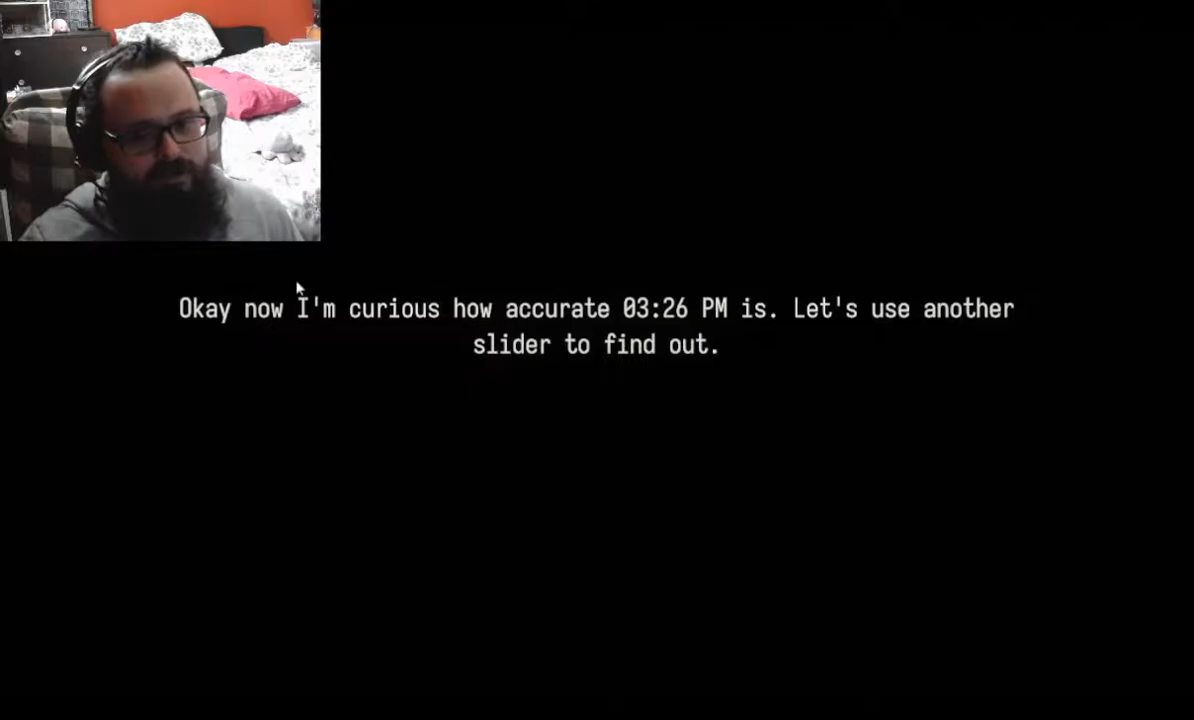 Okay now I'm curious how accurate 03:26 PM is. Let's use another
slider to find out.